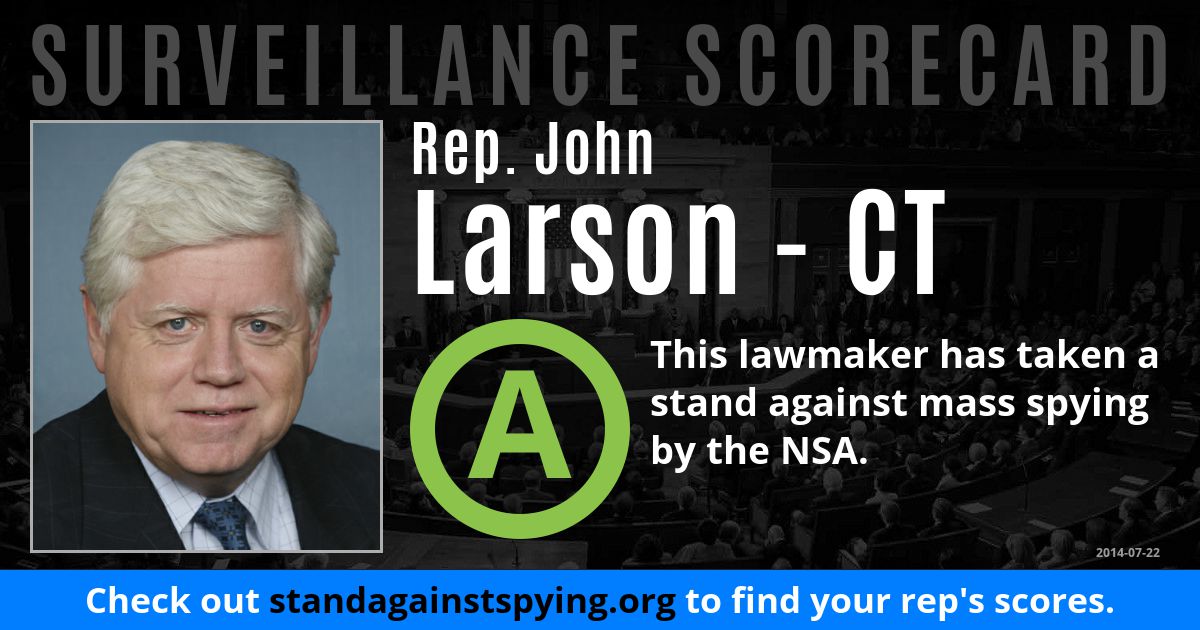 SURVEILLANCE SCORECARD
Rep. John
Larson - CT
A
This lawmaker has taken a
stand against mass spying
by the NSA.
2014-07-22
Check out standagainstspying.org to find your rep's scores.